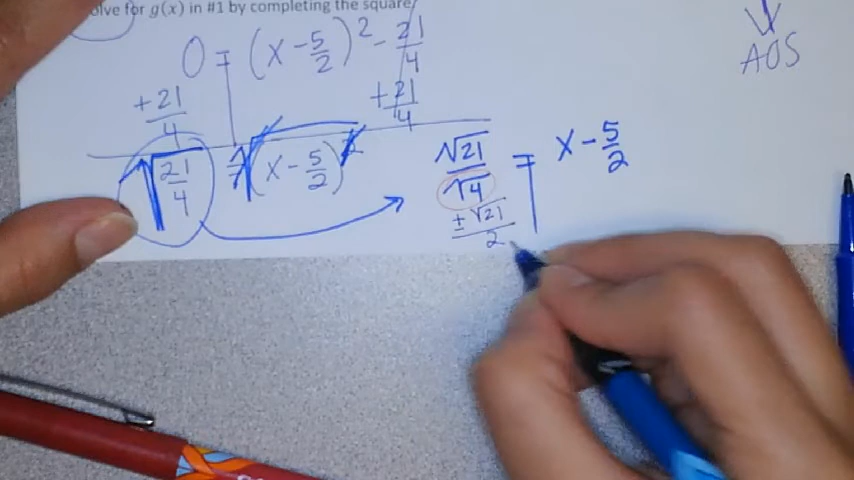 olve for g(x) in #1 by completing the square
0 = (x - 5/2)² - 21/4
+ 21/4 + 21/4
√(21/4) = √(x - 5/2)²
√21/√4 = x - 5/2
± √21/2
AOS